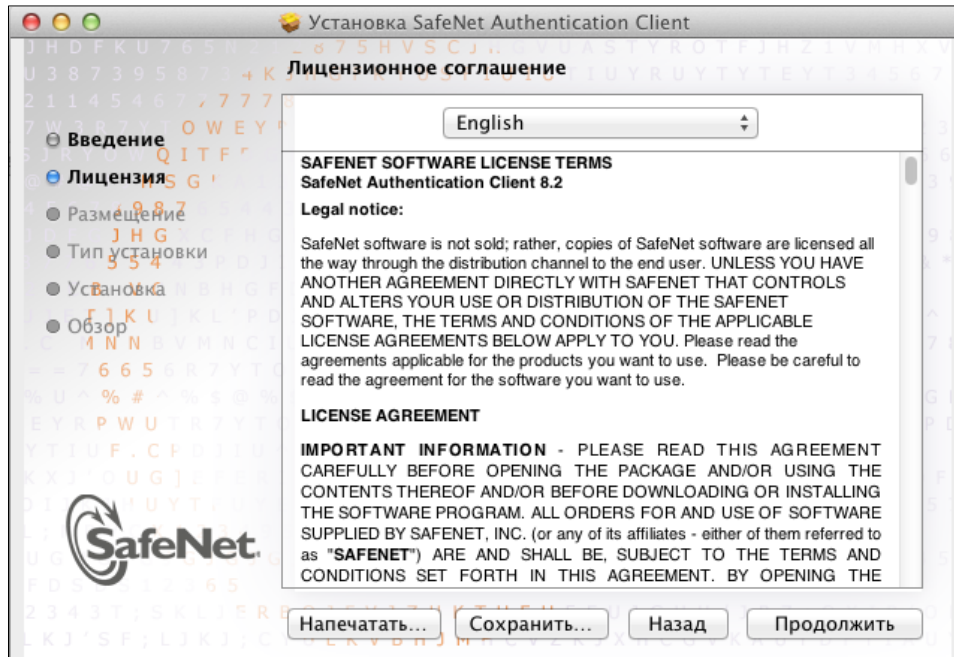 Установка SafeNet Authentication Client
Лицензионное соглашение
English
Введение
Лицензия
Размещение
Тип установки
Установка
Обзор
SAFENET SOFTWARE LICENSE TERMS
SafeNet Authentication Client 8.2
Legal notice:
SafeNet software is not sold; rather, copies of SafeNet software are licensed all
the way through the distribution channel to the end user. UNLESS YOU HAVE
ANOTHER AGREEMENT DIRECTLY WITH SAFENET THAT CONTROLS
AND ALTERS YOUR USE OR DISTRIBUTION OF THE SAFENET
SOFTWARE, THE TERMS AND CONDITIONS OF THE APPLICABLE
LICENSE AGREEMENTS BELOW APPLY TO YOU. Please read the
agreements applicable for the products you want to use. Please be careful to
read the agreement for the software you want to use.
LICENSE AGREEMENT
IMPORTANT INFORMATION - PLEASE READ THIS AGREEMENT
CAREFULLY BEFORE OPENING THE PACKAGE AND/OR USING THE
CONTENTS THEREOF AND/OR BEFORE DOWNLOADING OR INSTALLING
THE SOFTWARE PROGRAM. ALL ORDERS FOR AND USE OF SOFTWARE
SUPPLIED BY SAFENET, INC. (or any of its affiliates - either of them referred to
as "SAFENET") ARE AND SHALL BE, SUBJECT TO THE TERMS AND
CONDITIONS SET FORTH IN THIS AGREEMENT. BY OPENING THE
SafeNet.
Напечатать...
Сохранить...
Назад
Продолжить